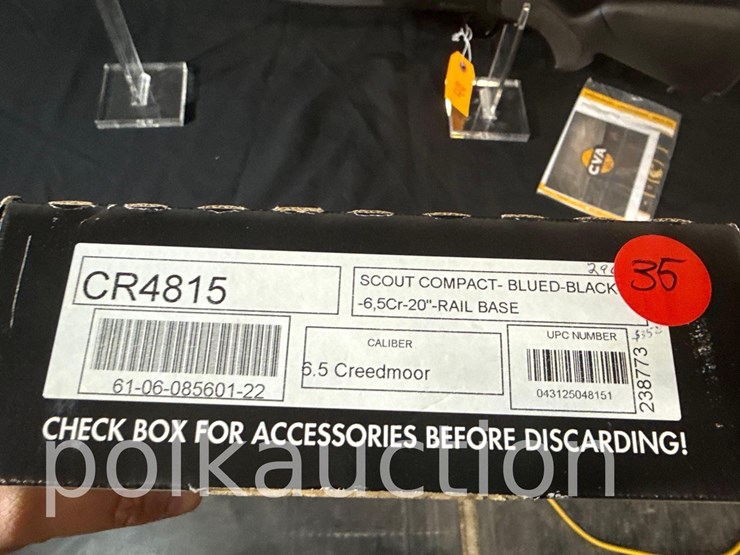 CVA
CR4815
SCOUT COMPACT- BLUED-BLACK
-6,5Cr-20"-RAIL BASE
35
61-06-085601-22
CALIBER
6.5 Creedmoor
UPC NUMBER
043125048151
238773
CHECK BOX FOR ACCESSORIES BEFORE DISCARDING!
polkauction